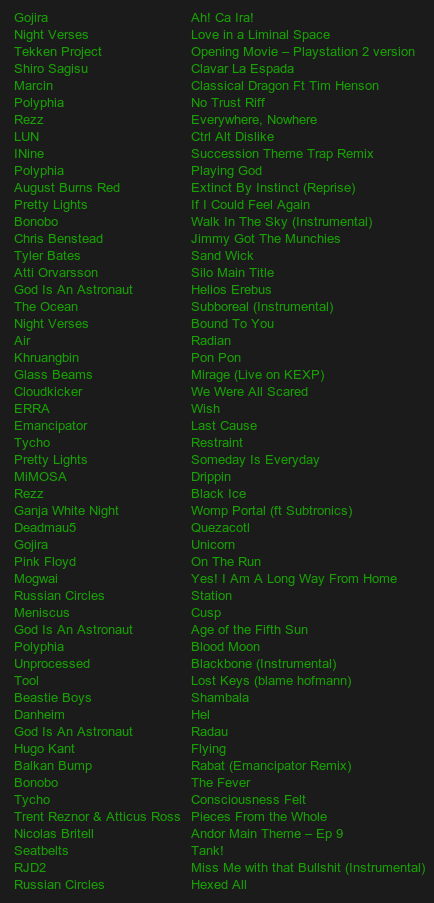 Gojira Ah! Ca Ira!
Night Verses Love in a Liminal Space
Tekken Project Opening Movie – Playstation 2 version
Shiro Sagisu Clavar La Espada
Marcin Classical Dragon Ft Tim Henson
Polyphia No Trust Riff
Rezz Everywhere, Nowhere
LUN Ctrl Alt Dislike
INine Succession Theme Trap Remix
Polyphia Playing God
August Burns Red Extinct By Instinct (Reprise)
Pretty Lights If I Could Feel Again
Bonobo Walk In The Sky (Instrumental)
Chris Benstead Jimmy Got The Munchies
Tyler Bates Sand Wick
Atti Orvarsson Silo Main Title
God Is An Astronaut Helios Erebus
The Ocean Subboreal (Instrumental)
Night Verses Bound To You
Air Radian
Khruangbin Pon Pon
Glass Beams Mirage (Live on KEXP)
Cloudkicker We Were All Scared
ERRA Wish
Emancipator Last Cause
Tycho Restraint
Pretty Lights Someday Is Everyday
MiMOSA Drippin
Rezz Black Ice
Ganja White Night Womp Portal (ft Subtronics)
Deadmau5 Quezacotl
Gojira Unicorn
Pink Floyd On The Run
Mogwai Yes! I Am A Long Way From Home
Russian Circles Station
Meniscus Cusp
God Is An Astronaut Age of the Fifth Sun
Polyphia Blood Moon
Unprocessed Blackbone (Instrumental)
Tool Lost Keys (blame hofmann)
Beastie Boys Shambala
Danheim Hel
God Is An Astronaut Radau
Hugo Kant Flying
Balkan Bump Rabat (Emancipator Remix)
Bonobo The Fever
Tycho Consciousness Felt
Trent Reznor & Atticus Ross Pieces From the Whole
Nicolas Britell Andor Main Theme – Ep 9
Seatbelts Tank!
RJD2 Miss Me with that Bullshit (Instrumental)
Russian Circles Hexed All